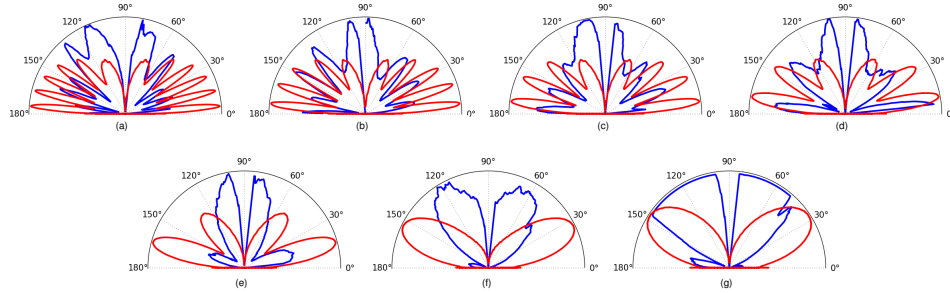 90° 90° 90° 90°
120° 60° 120° 60° 120° 60° 120° 60°
150° 30° 150° 30° 150° 30° 150° 30°
180° 0° 180° 0° 180° 0° 180° 0°
(a) (b) (c) (d)
90° 90° 90°
120° 60° 120° 60° 120° 60°
150° 30° 150° 30° 150° 30°
180° 0° 180° 0° 180° 0°
(e) (f) (g)